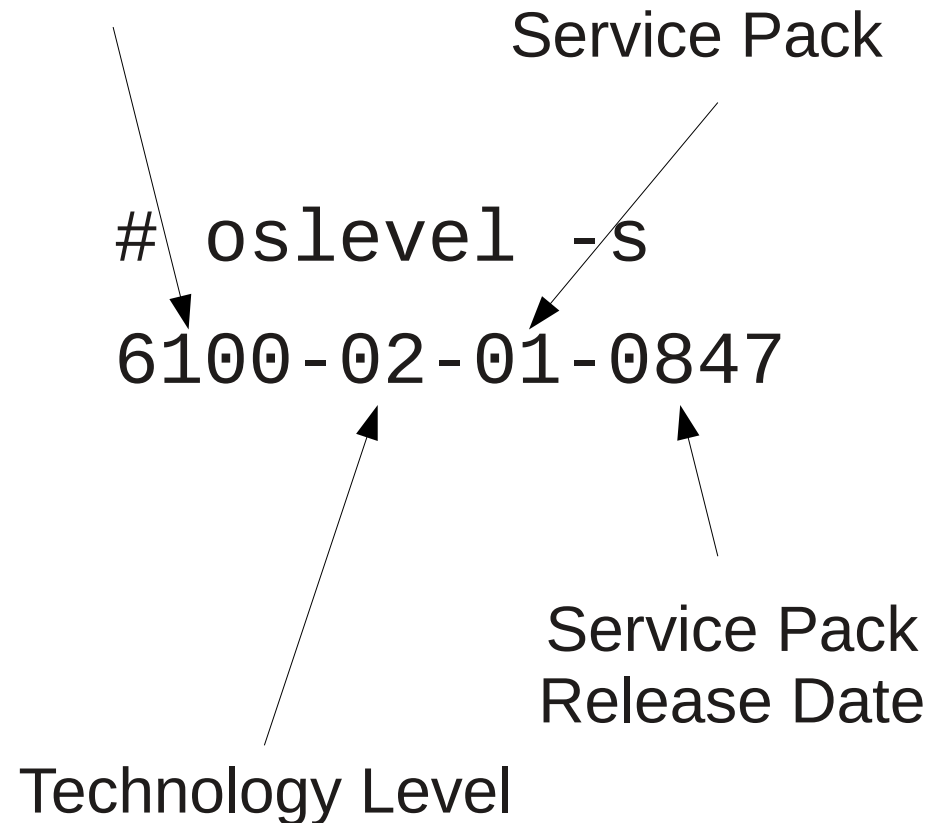 Service Pack
# oslevel -s
6100-02-01-0847
Service Pack
Release Date
Technology Level